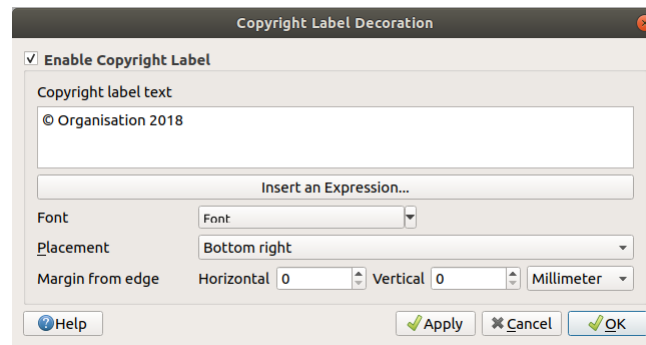 Copyright Label Decoration
Enable Copyright Label
Copyright label text
© Organisation 2018
Insert an Expression...
Font Font
Placement Bottom right
Margin from edge Horizontal 0 Vertical 0 Millimeter
Help Apply Cancel OK